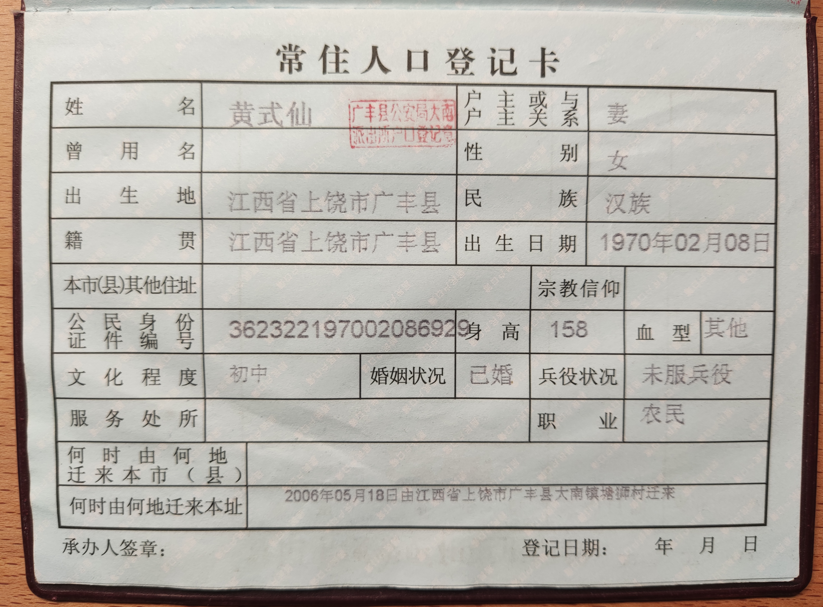 常住人口登记卡
姓名 黄式仙 户主或与户主关系 妻
广丰县公安局大南
派出所户口登记
曾用名 性别 女
出生地 江西省上饶市广丰县 民族 汉族
籍贯 江西省上饶市广丰县 出生日期 1970年02月08日
本市(县)其他住址 宗教信仰
公民身份证件编号 362322197002086929 身高 158 血型 其他
文化程度 初中 婚姻状况 已婚 兵役状况 未服兵役
服务处所 职业 农民
何时由何地迁来本市(县)
何时由何地迁来本址 2006年05月18日由江西省上饶市广丰县大南镇塘狮村迁来
承办人签章： 登记日期： 年 月 日